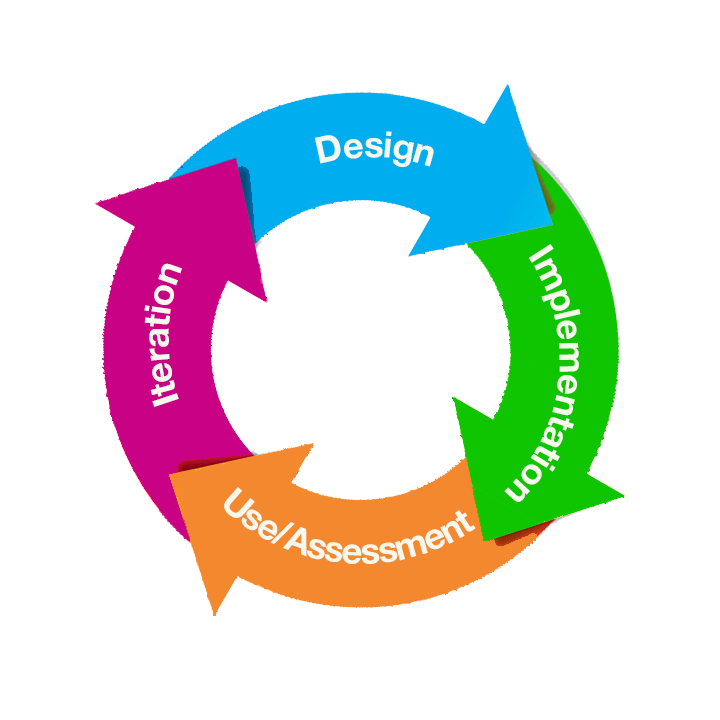 Design
Implementation
Use/Assessment
Iteration